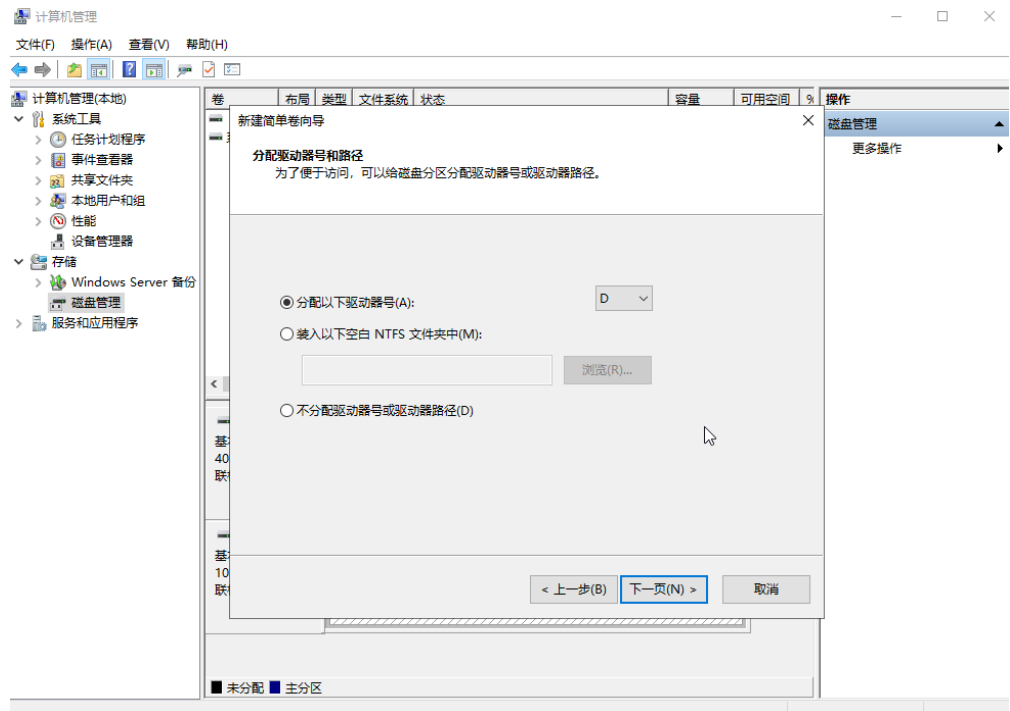 计算机管理
文件(F) 操作(A) 查看(V) 帮助(H)
计算机管理(本地)
系统工具
任务计划程序
事件查看器
共享文件夹
本地用户和组
性能
设备管理器
存储
Windows Server 备份
磁盘管理
服务和应用程序
卷 布局 类型 文件系统 状态 容量 可用空间 %
新建简单卷向导
分配驱动器号和路径
为了便于访问，可以给磁盘分区分配驱动器号或驱动器路径。
分配以下驱动器号(A): D
装入以下空白 NTFS 文件夹中(M):
浏览(R)...
不分配驱动器号或驱动器路径(D)
< 上一步(B) 下一页(N) > 取消
基
40
联
基
10
联
未分配 主分区
操作
磁盘管理
更多操作